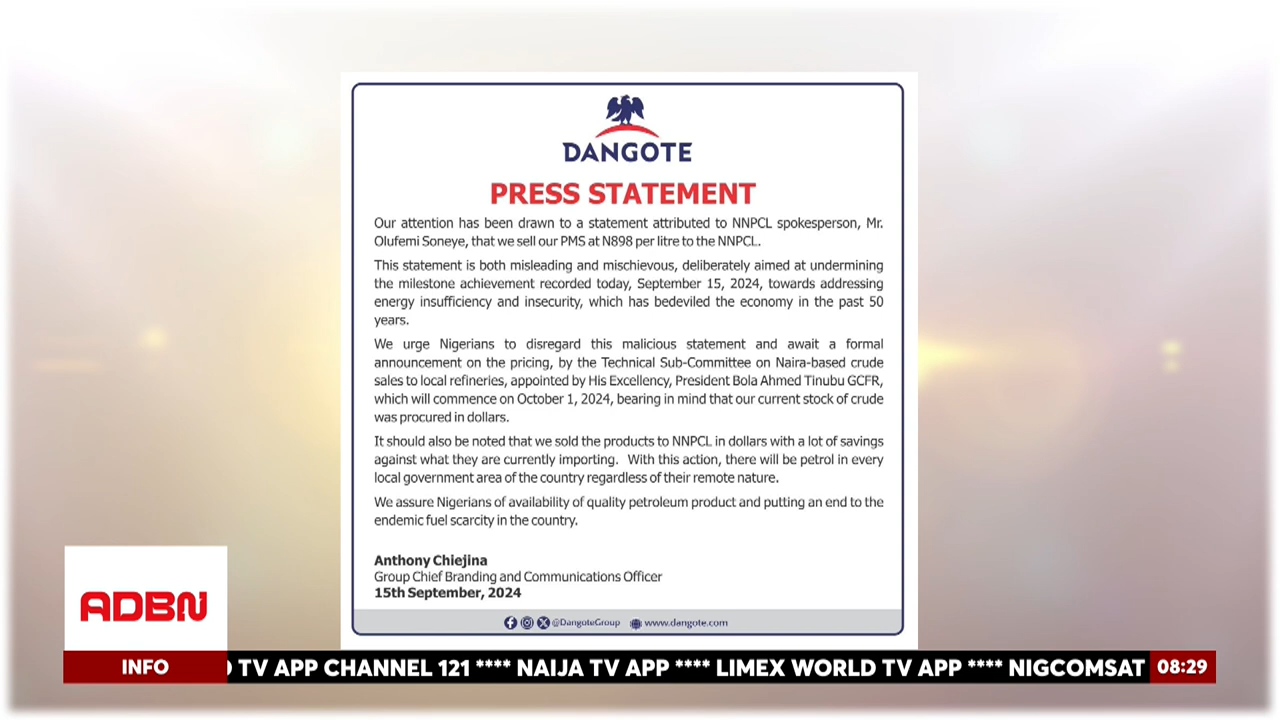 DANGOTE
PRESS STATEMENT
Our attention has been drawn to a statement attributed to NNPCL spokesperson, Mr.
Olufemi Soneye, that we sell our PMS at N898 per litre to the NNPCL.
This statement is both misleading and mischievous, deliberately aimed at undermining
the milestone achievement recorded today, September 15, 2024, towards addressing
energy insufficiency and insecurity, which has bedeviled the economy in the past 50
years.
We urge Nigerians to disregard this malicious statement and await a formal
announcement on the pricing, by the Technical Sub-Committee on Naira-based crude
sales to local refineries, appointed by His Excellency, President Bola Ahmed Tinubu GCFR,
which will commence on October 1, 2024, bearing in mind that our current stock of crude
was procured in dollars.
It should also be noted that we sold the products to NNPCL in dollars with a lot of savings
against what they are currently importing. With this action, there will be petrol in every
local government area of the country regardless of their remote nature.
We assure Nigerians of availability of quality petroleum product and putting an end to the
endemic fuel scarcity in the country.
Anthony Chiejina
Group Chief Branding and Communications Officer
15th September, 2024
@DangoteGroup www.dangote.com
ADBN
INFO TV APP CHANNEL 121 **** NAIJA TV APP **** LIMEX WORLD TV APP **** NIGCOMSAT 08:29